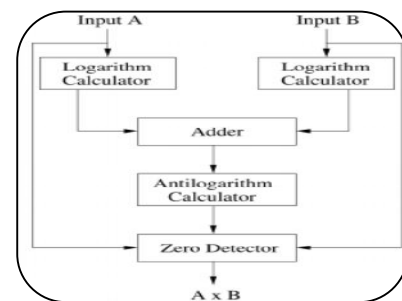 Input A Input B
Logarithm Logarithm
Calculator Calculator
Adder
Antilogarithm
Calculator
Zero Detector
A x B